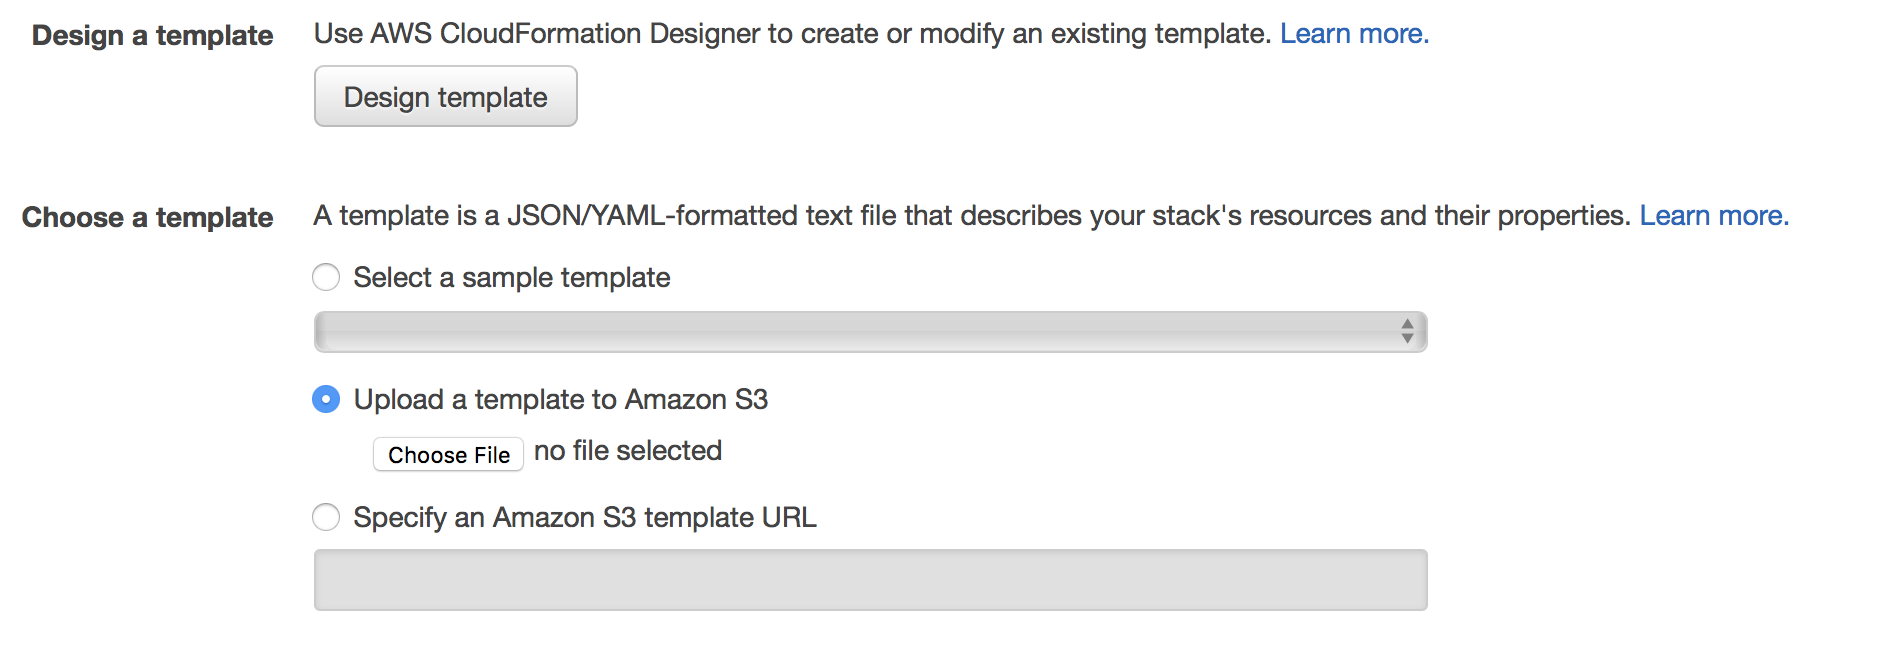 Design a template
Use AWS CloudFormation Designer to create or modify an existing template. Learn more.
Design template
Choose a template
A template is a JSON/YAML-formatted text file that describes your stack's resources and their properties. Learn more.
Select a sample template
Upload a template to Amazon S3
Choose File no file selected
Specify an Amazon S3 template URL